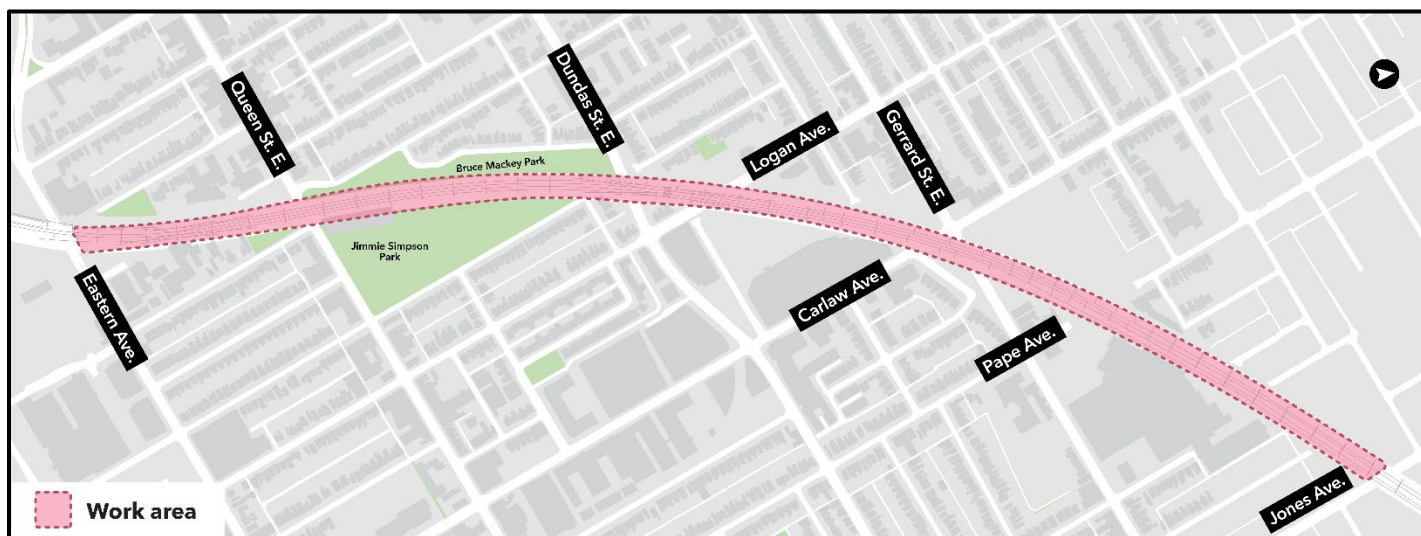 Queen St. E.
Dundas St. E.
Logan Ave.
Gerrard St. E.
Bruce Mackey Park
Jimmie Simpson
Park
Eastern Ave.
Carlaw Ave.
Pape Ave.
Jones Ave.
Work area